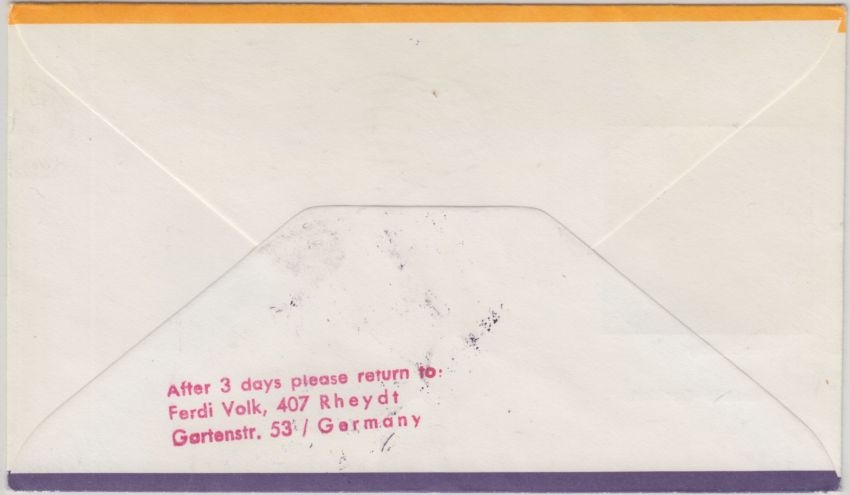 After 3 days please return to:
Ferdi Volk, 407 Rheydt
Gartenstr. 53 / Germany